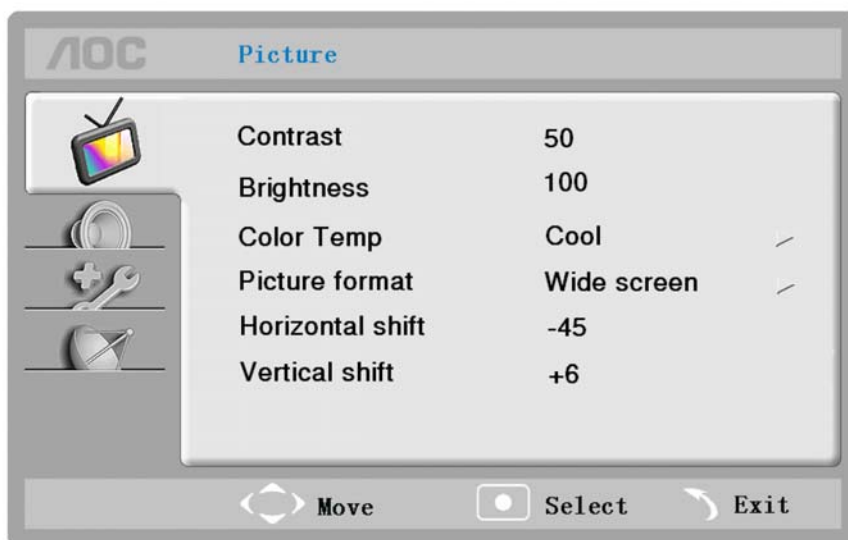 AOC Picture
Contrast 50
Brightness 100
Color Temp Cool
Picture format Wide screen
Horizontal shift -45
Vertical shift +6
Move Select Exit